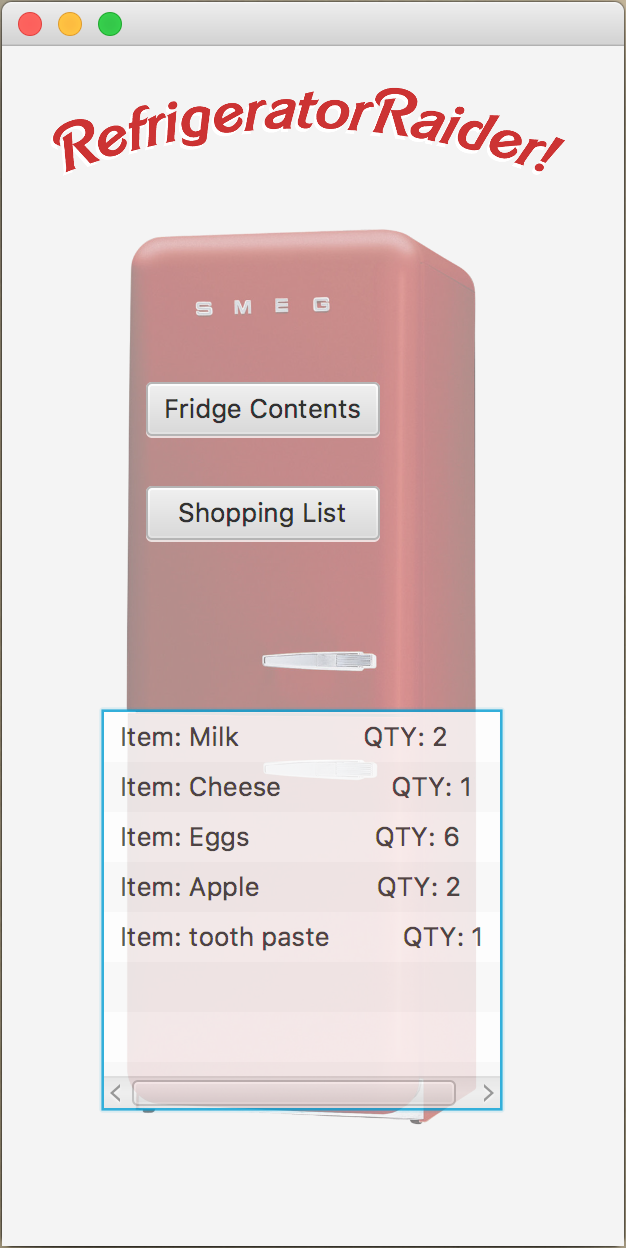 RefrigeratorRaider!
SMEG
Fridge Contents
Shopping List
Item: Milk QTY: 2
Item: Cheese QTY: 1
Item: Eggs QTY: 6
Item: Apple QTY: 2
Item: tooth paste QTY: 1